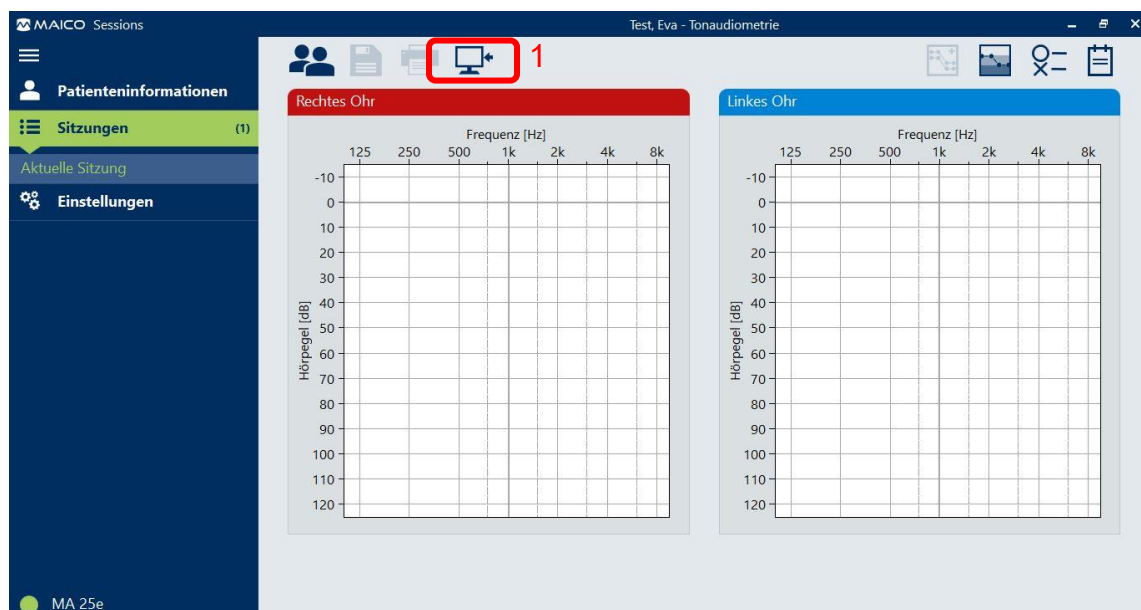 MAICO Sessions
Test, Eva - Tonaudiometrie
1
Patienteninformationen
Sitzungen (1)
Aktuelle Sitzung
Einstellungen
MA 25e
Rechtes Ohr
Frequenz [Hz]
125 250 500 1k 2k 4k 8k
Hörpegel [dB]
-10
0
10
20
30
40
50
60
70
80
90
100
110
120
Linkes Ohr
Frequenz [Hz]
125 250 500 1k 2k 4k 8k
Hörpegel [dB]
-10
0
10
20
30
40
50
60
70
80
90
100
110
120